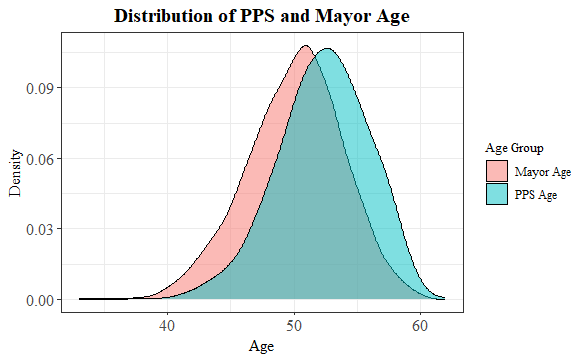 Distribution of PPS and Mayor Age
Density
0.09
0.06
0.03
0.00
40 50 60
Age
Age Group
Mayor Age
PPS Age